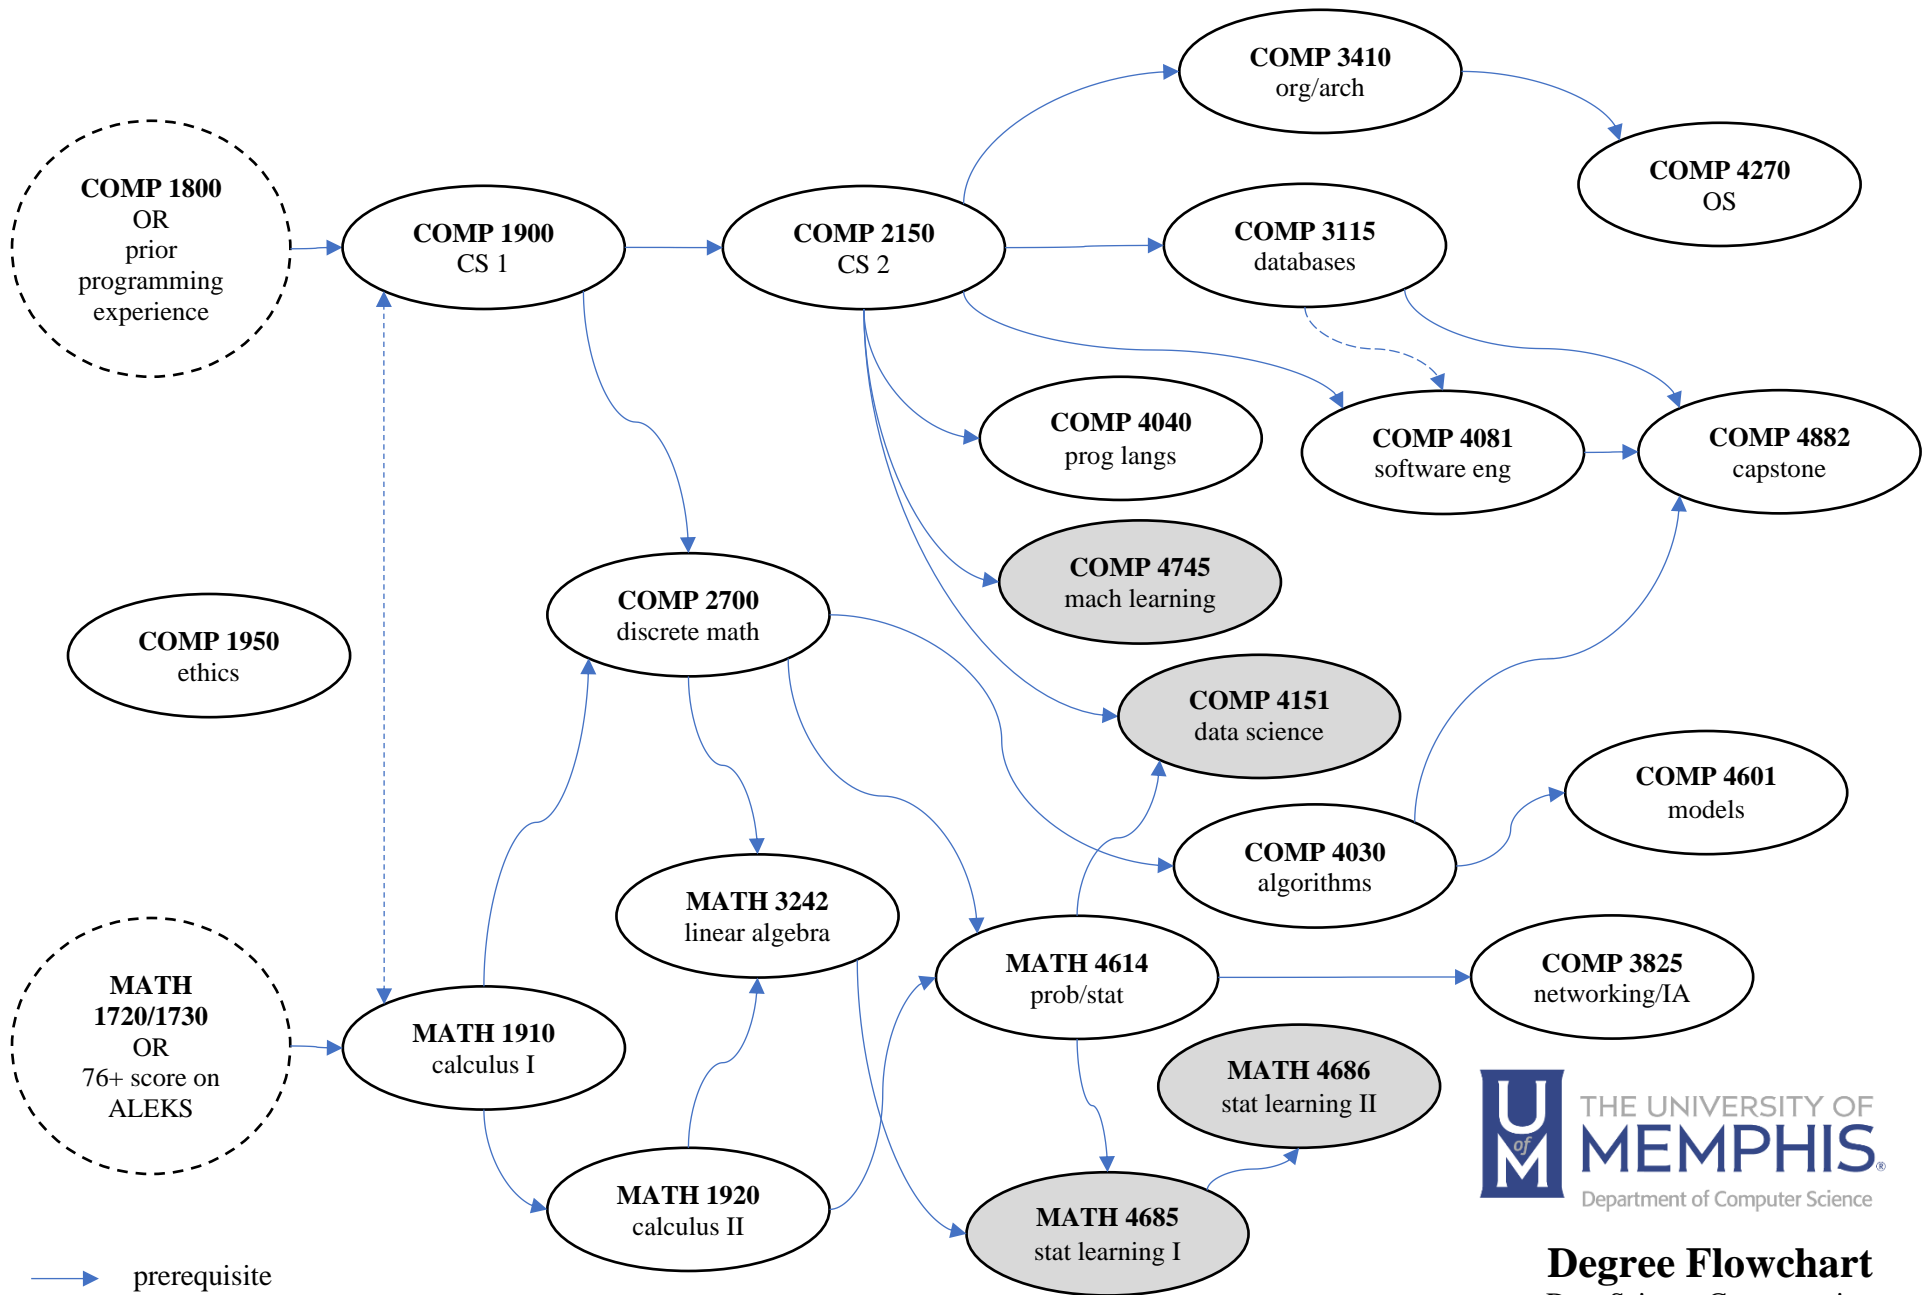 COMP 3410
org/arch
COMP 4270
OS
COMP 1800
OR
prior
programming
experience
COMP 1900
CS 1
COMP 2150
CS 2
COMP 3115
databases
COMP 4040
prog langs
COMP 4081
software eng
COMP 4882
capstone
COMP 4745
mach learning
COMP 2700
discrete math
COMP 1950
ethics
COMP 4151
data science
COMP 4601
models
COMP 4030
algorithms
MATH 3242
linear algebra
MATH 4614
prob/stat
COMP 3825
networking/IA
MATH
1720/1730
OR
76+ score on
ALEKS
MATH 1910
calculus I
MATH 4686
stat learning II
MATH 1920
calculus II
MATH 4685
stat learning I
U
of
M
THE UNIVERSITY OF
MEMPHIS®
Department of Computer Science
prerequisite
Degree Flowchart